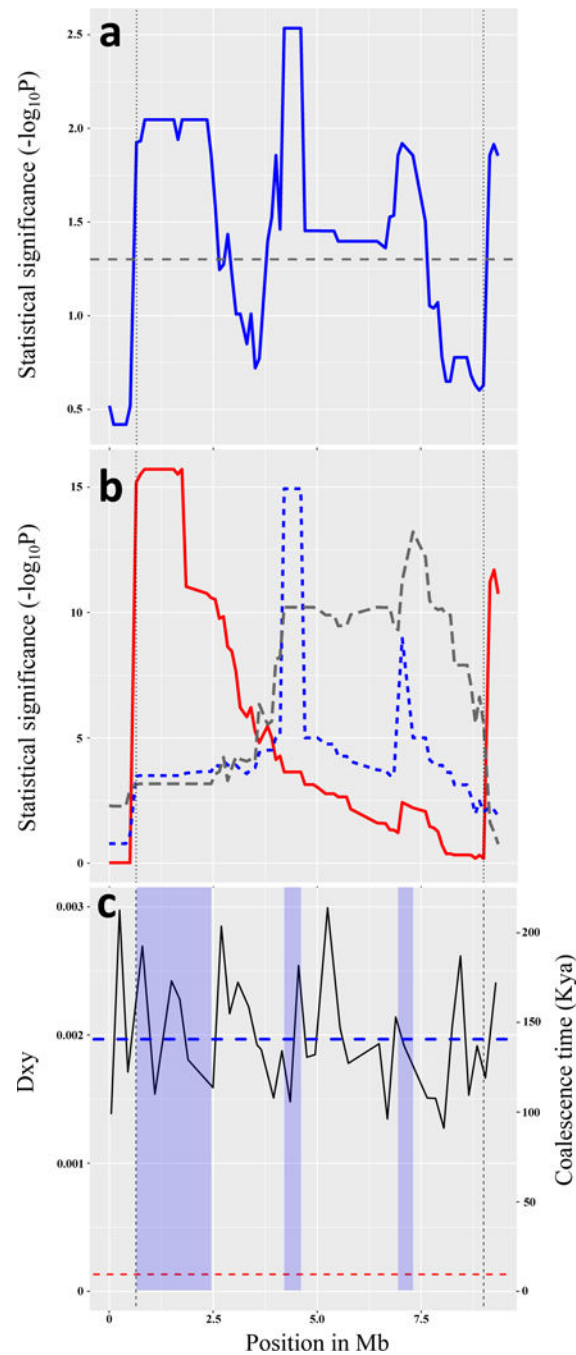 a
2.5
2.0
1.5
1.0
0.5
Statistical significance (-log10P)
b
15
10
5
0
Statistical significance (-log10P)
c
0.003
0.002
0.001
0
Dxy
200
150
100
50
0
Coalescence time (Kya)
0 2.5 5.0 7.5
Position in Mb